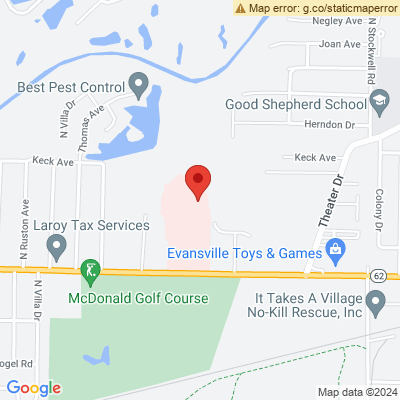 Map error: g.co/staticmaperror
Negley Ave
N Stockwell Rd
Joan Ave
Best Pest Control
N Villa Dr
Thomas Ave
Good Shepherd School
Herndon Dr
Keck Ave
Keck Ave
Theater Dr
Colony Dr
N Ruston Ave
Laroy Tax Services
Evansville Toys & Games
62
N Villa Dr
McDonald Golf Course
It Takes A Village
No-Kill Rescue, Inc
ogel Rd
Google
Map data ©2024